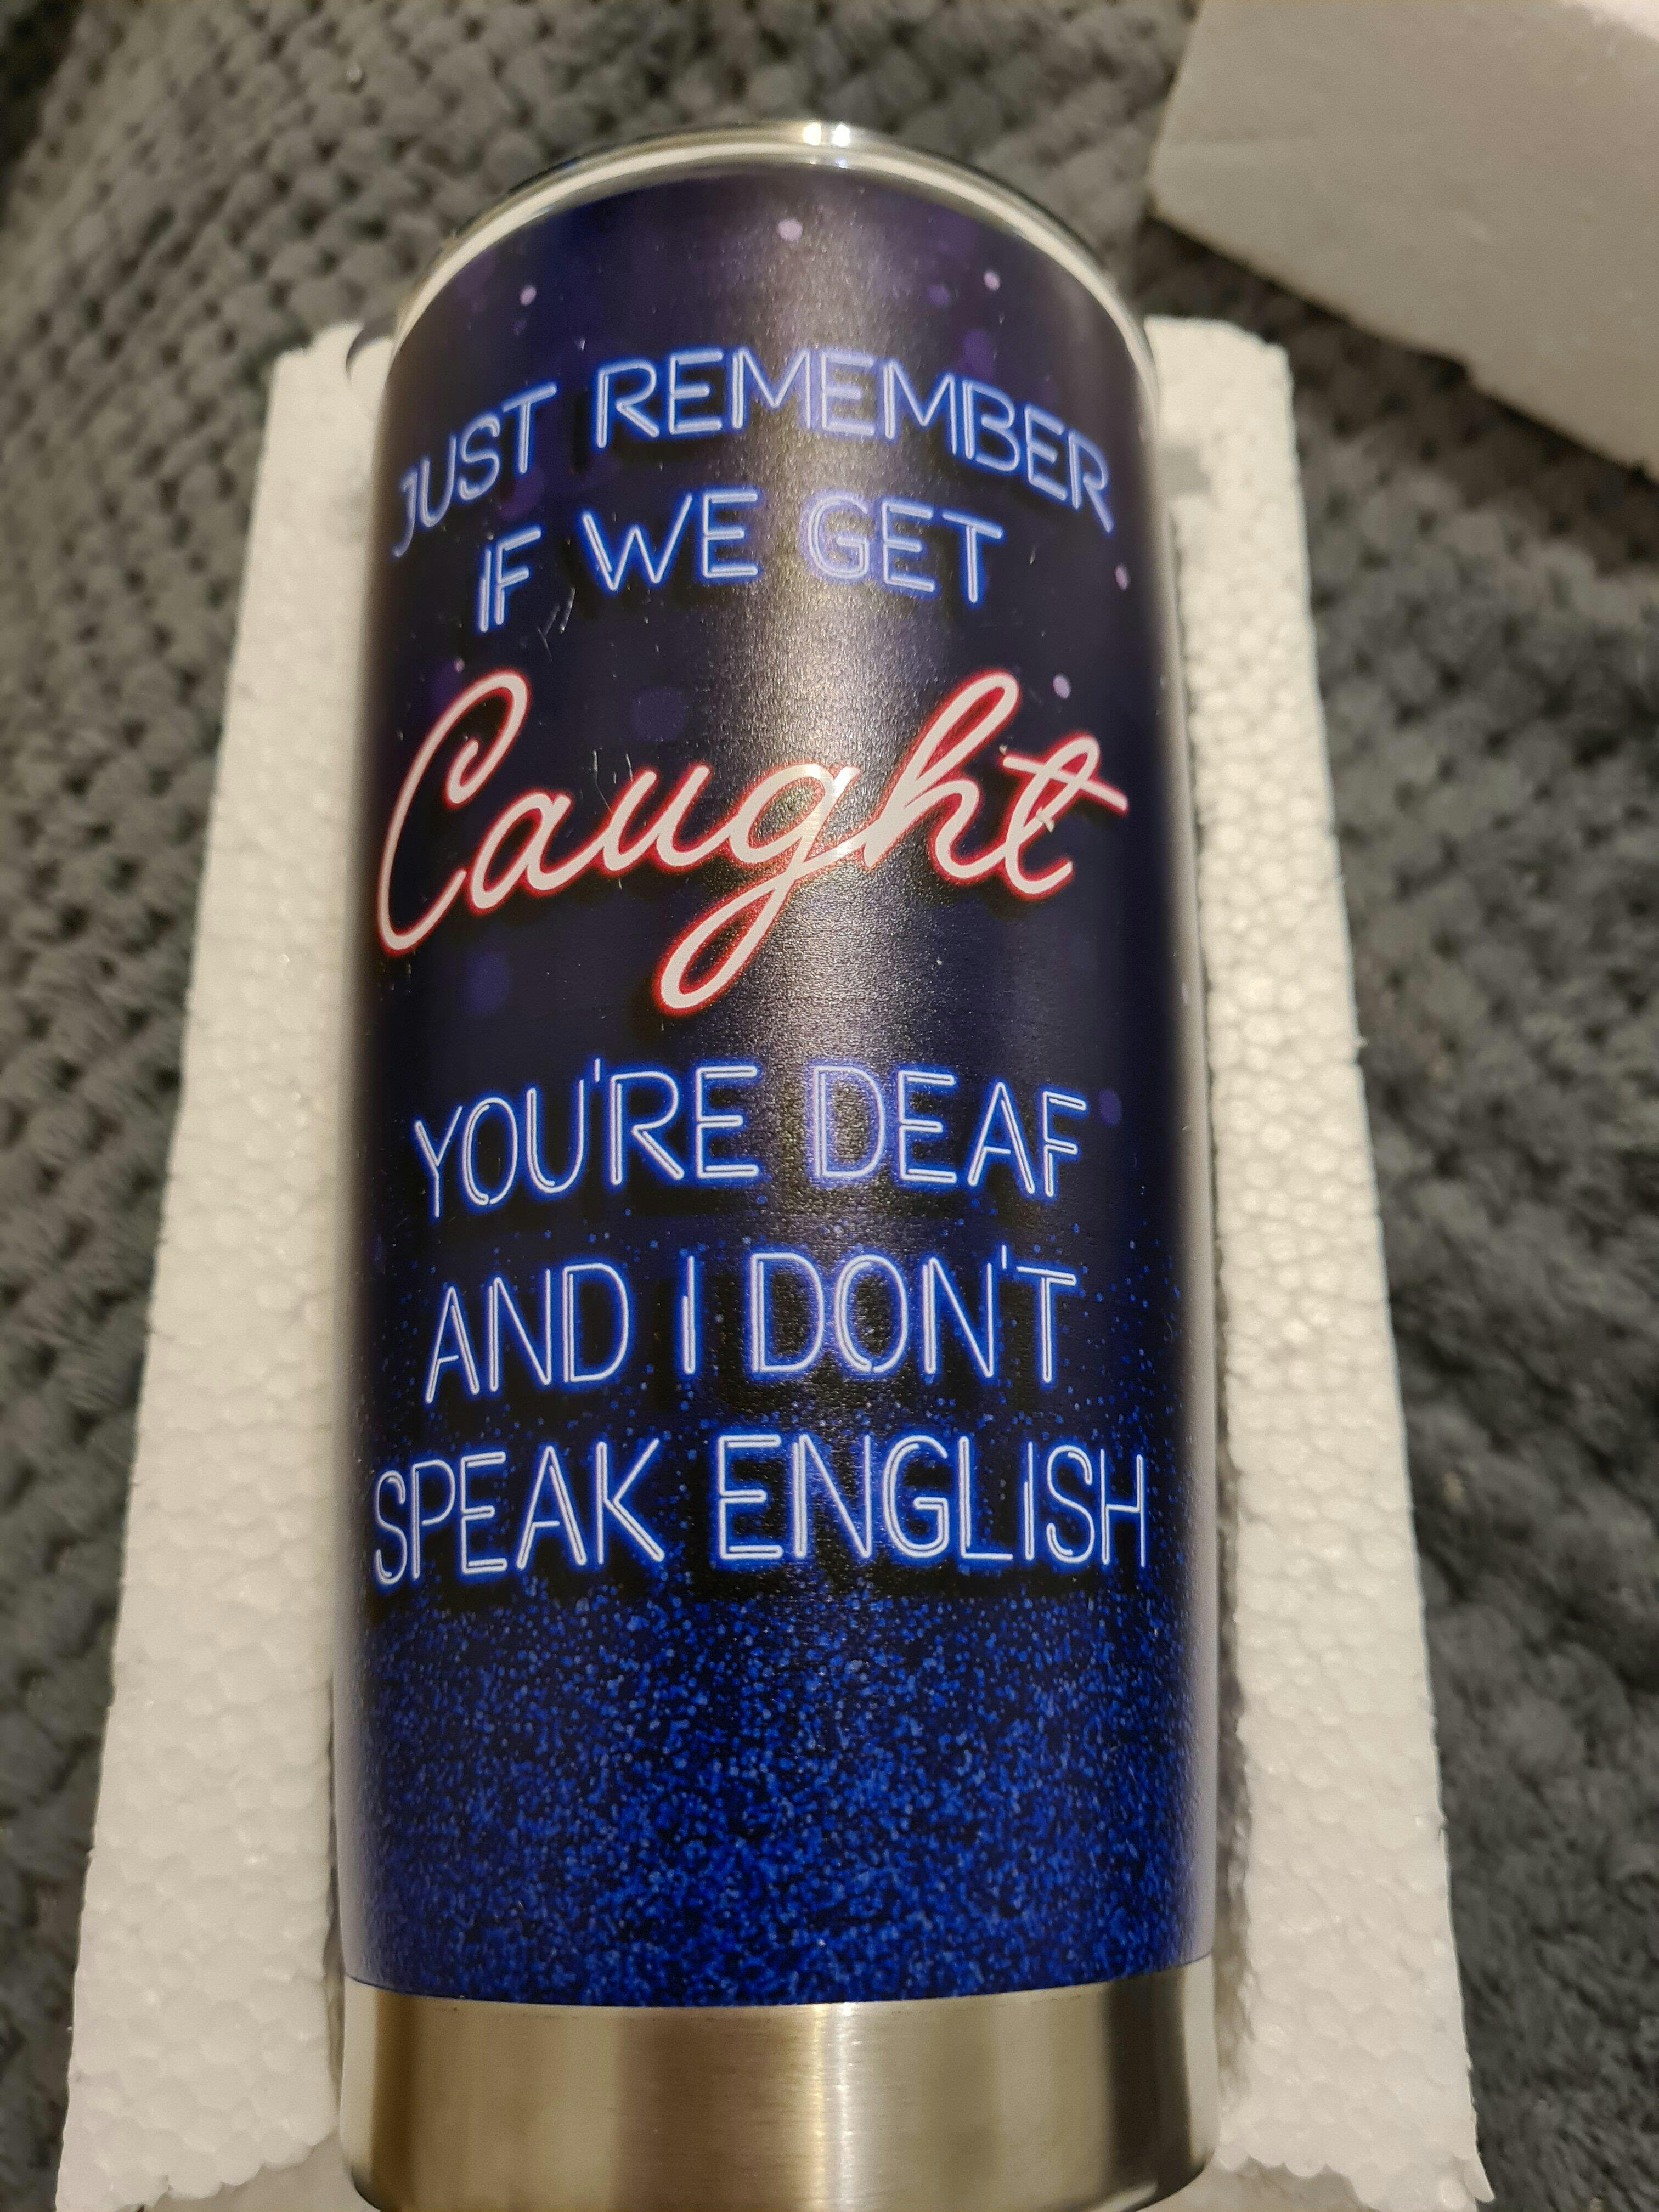 JUST REMEMBER
IF WE GET
Caught
YOU'RE DEAF
AND I DON'T
SPEAK ENGLISH